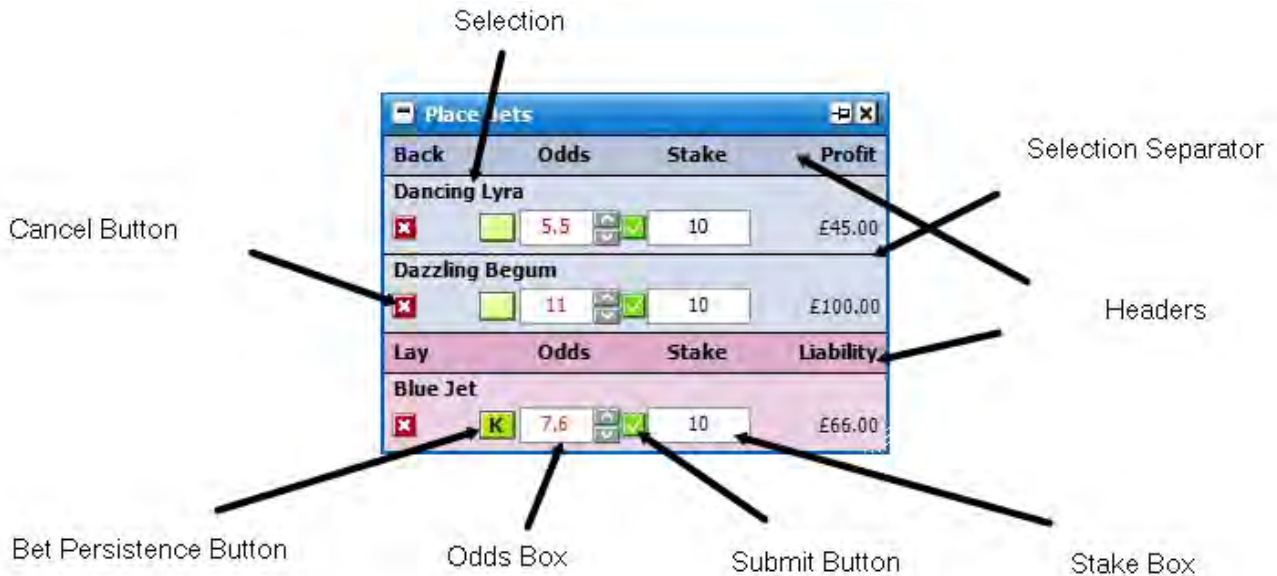 Selection
Place Bets
Back Odds Stake Profit
Selection Separator
Dancing Lyra
Cancel Button
5.5 10 £45.00
Dazzling Begum
11 10 £100.00
Headers
Lay Odds Stake Liability
Blue Jet
K 7.6 10 £66.00
Bet Persistence Button
Odds Box
Submit Button
Stake Box